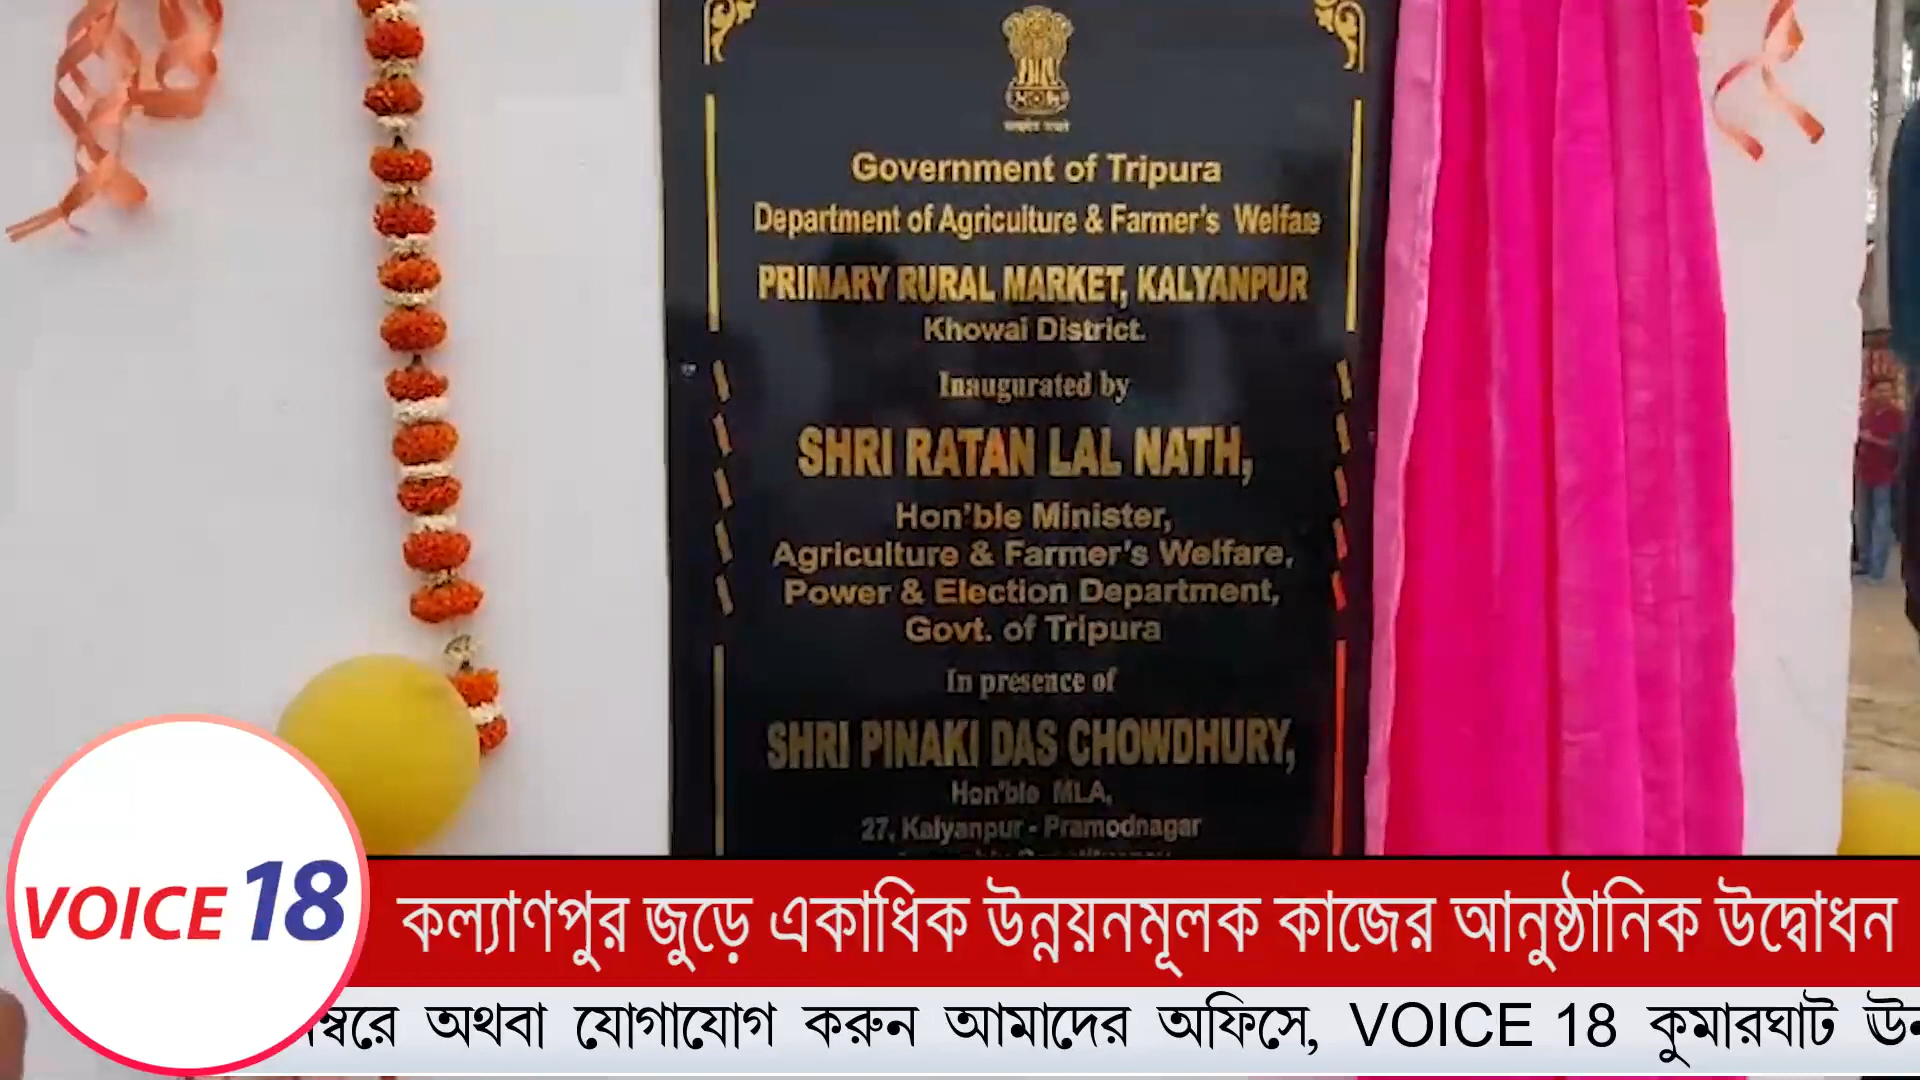 Government of Tripura
Department of Agriculture & Farmer's Welfare
PRIMARY RURAL MARKET, KALYANPUR
Khowai District.
Inaugurated by
SHRI RATAN LAL NATH,
Hon'ble Minister,
Agriculture & Farmer's Welfare,
Power & Election Department,
Govt. of Tripura
In presence of
SHRI PINAKI DAS CHOWDHURY,
Hon'ble MLA,
27, Kalyanpur - Pramodnagar
VOICE 18
কল্যাণপুর জুড়ে একাধিক উন্নয়নমূলক কাজের আনুষ্ঠানিক উদ্বোধন
অথবা যোগাযোগ করুন আমাদের অফিসে, VOICE 18 কুমারঘাট